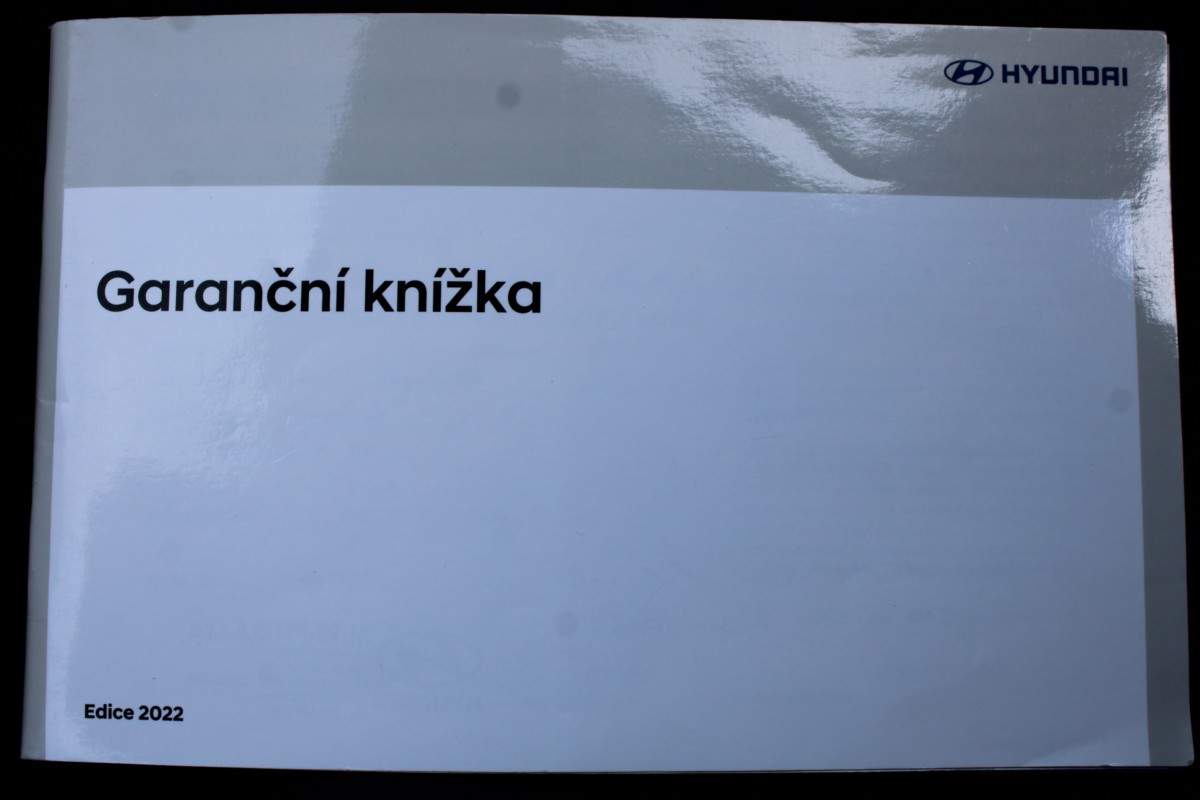 HYUNDAI
Garanční knížka
Edice 2022